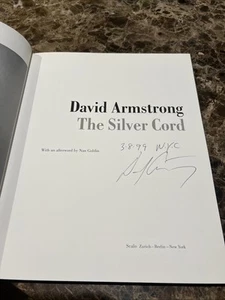 David Armstrong
The Silver Cord
With an afterword by Nan Goldin
3·8·99 NYC
Scalo Zurich – Berlin – New York